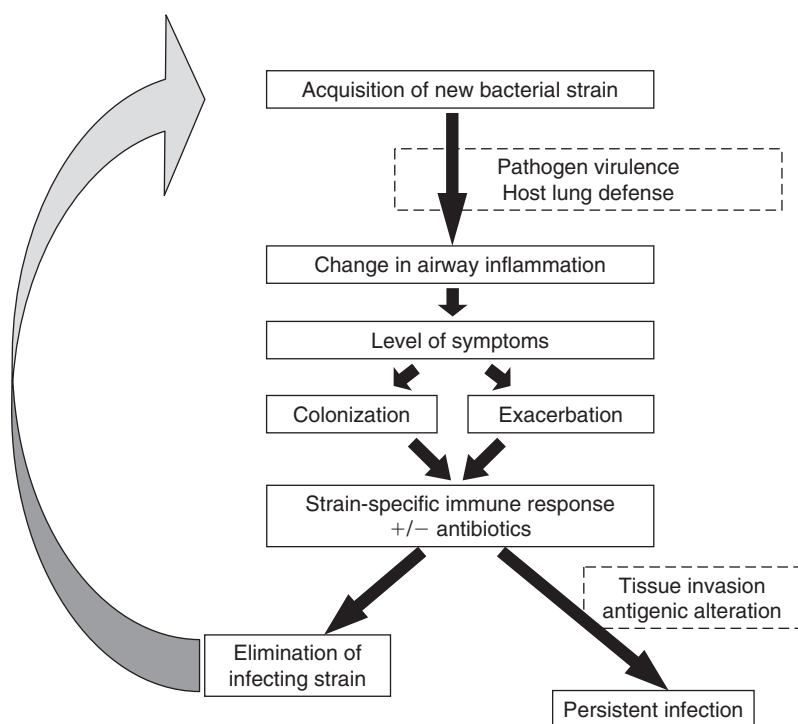 Acquisition of new bacterial strain
Pathogen virulence
Host lung defense
Change in airway inflammation
Level of symptoms
Colonization
Exacerbation
Strain-specific immune response
+/− antibiotics
Tissue invasion
antigenic alteration
Elimination of
infecting strain
Persistent infection